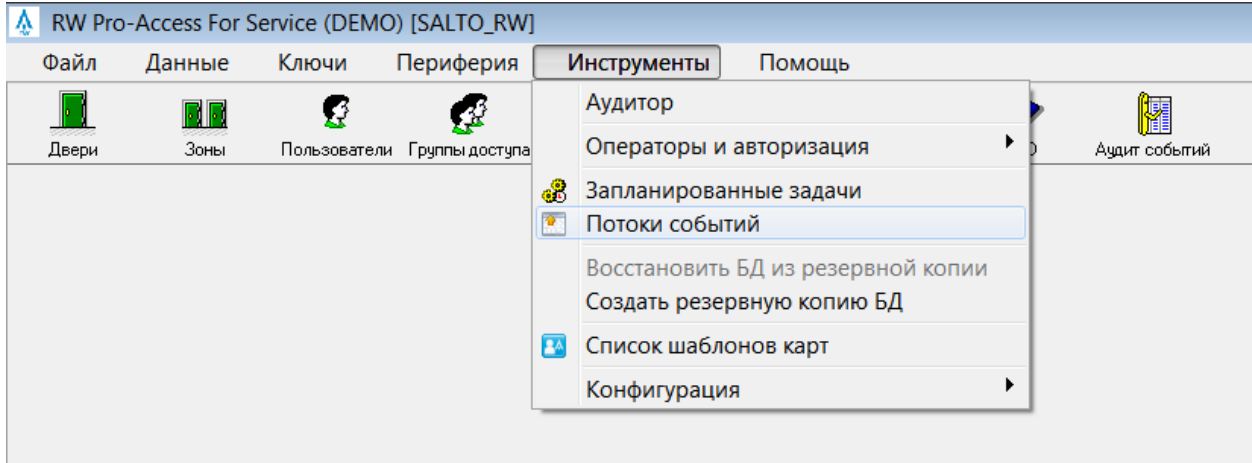 RW Pro-Access For Service (DEMO) [SALTO_RW]
Файл Данные Ключи Периферия Инструменты Помощь
Двери Зоны Пользователи Группы доступа Аудит событий
Аудитор
Операторы и авторизация
Запланированные задачи
Потоки событий
Восстановить БД из резервной копии
Создать резервную копию БД
Список шаблонов карт
Конфигурация